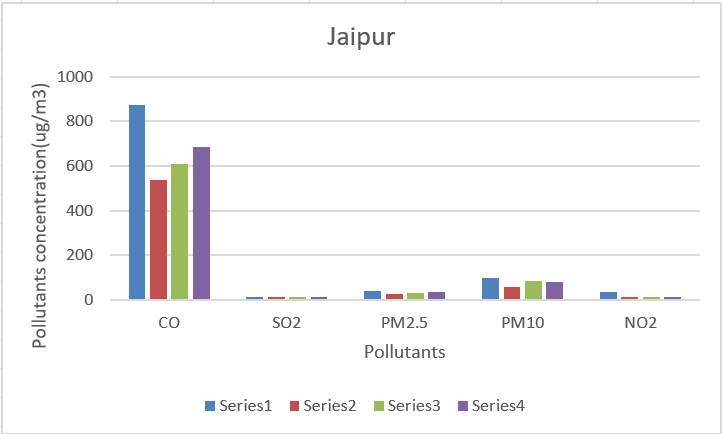 Jaipur
Pollutants concentration(ug/m3)
1000
800
600
400
200
0
CO SO2 PM2.5 PM10 NO2
Pollutants
Series1 Series2 Series3 Series4